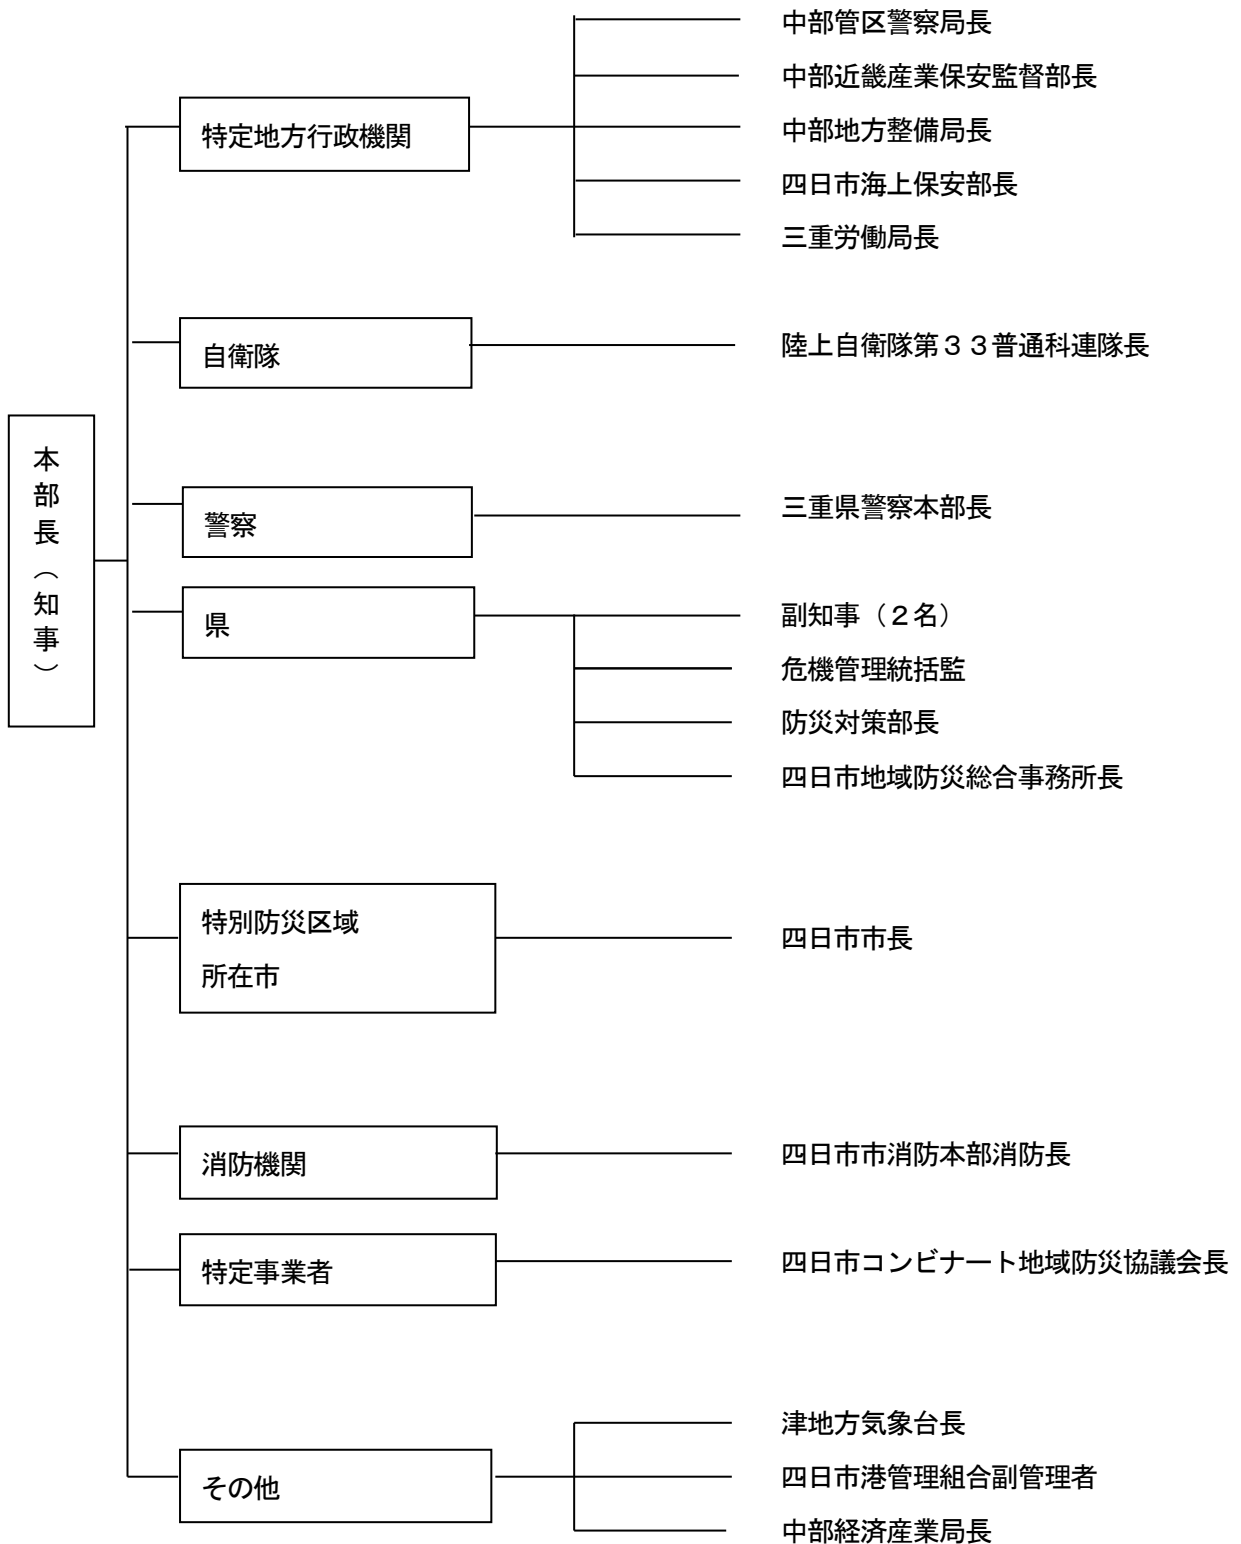 本部長（知事）
特定地方行政機関
中部管区警察局長
中部近畿産業保安監督部長
中部地方整備局長
四日市海上保安部長
三重労働局長
自衛隊
陸上自衛隊第３３普通科連隊長
警察
三重県警察本部長
県
副知事（２名）
危機管理統括監
防災対策部長
四日市地域防災総合事務所長
特別防災区域
所在市
四日市市長
消防機関
四日市市消防本部消防長
特定事業者
四日市コンビナート地域防災協議会長
その他
津地方気象台長
四日市港管理組合副管理者
中部経済産業局長